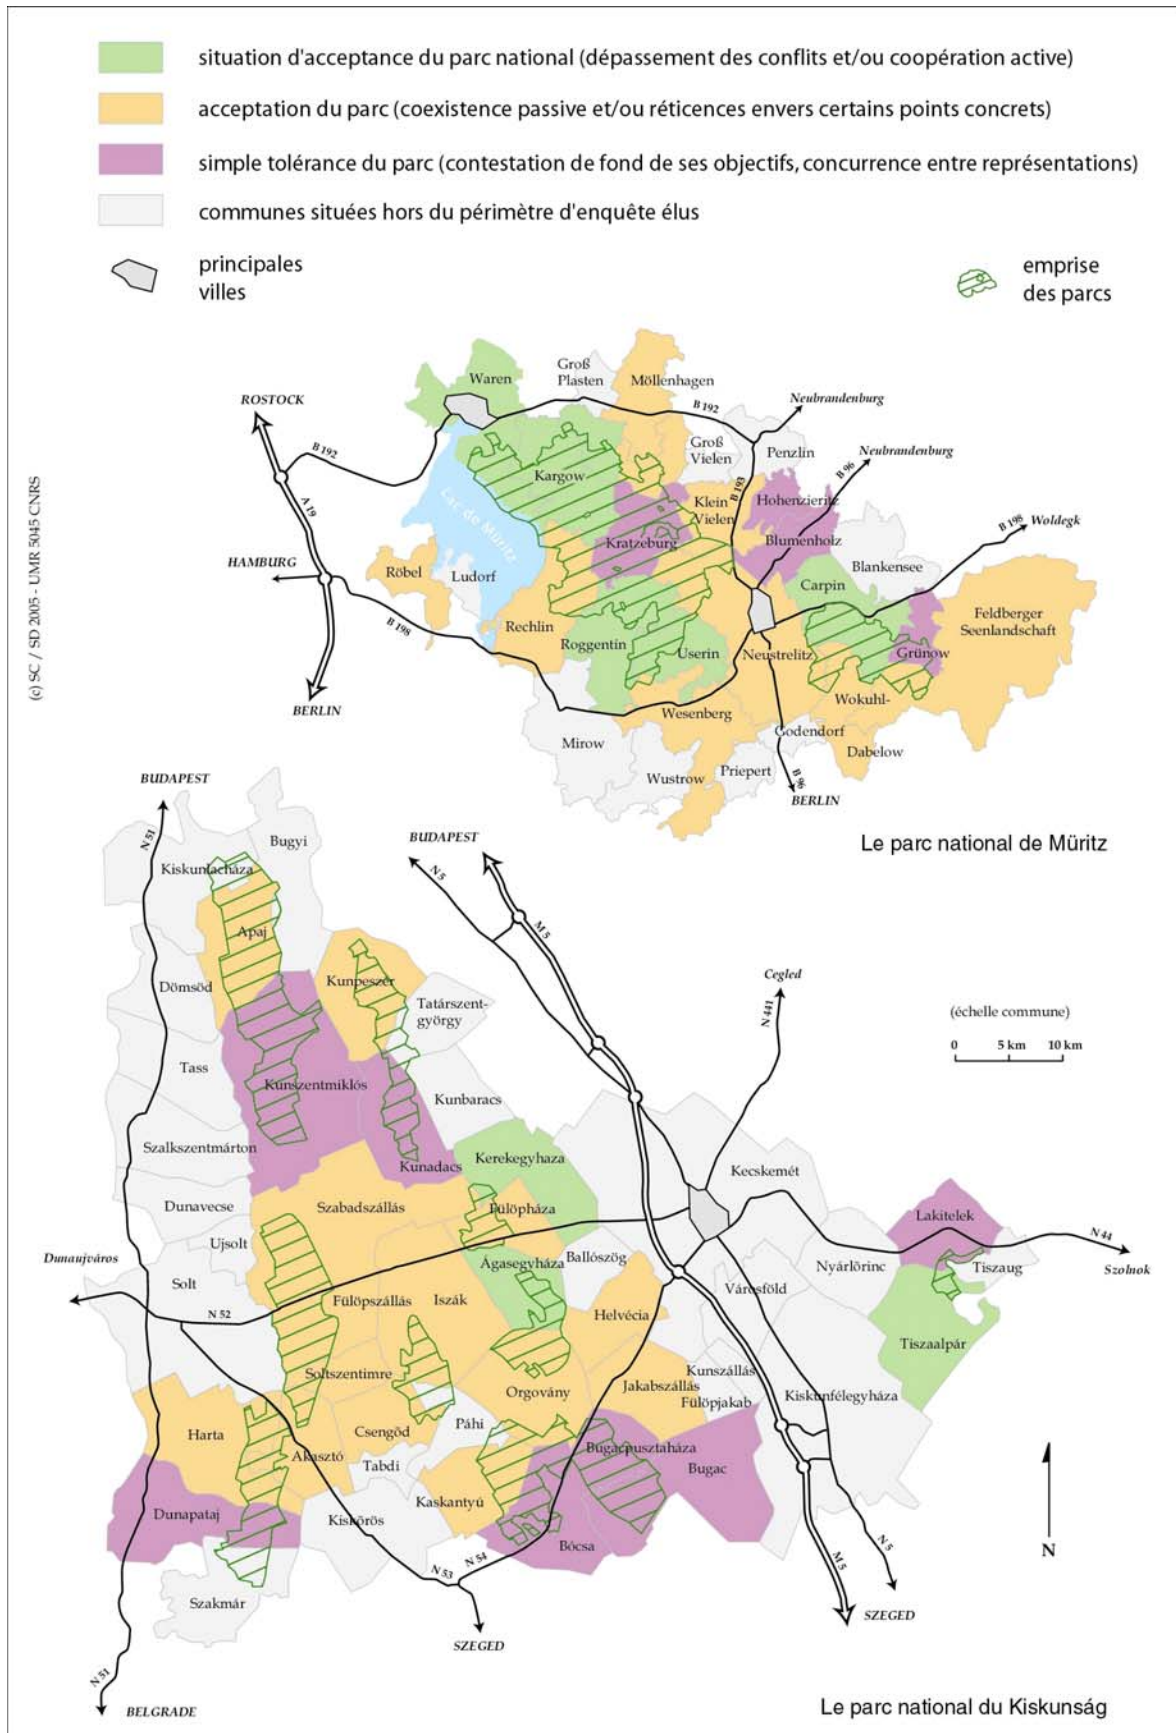 situation d'acceptance du parc national (dépassement des conflits et/ou coopération active)
acceptation du parc (coexistence passive et/ou réticences envers certains points concrets)
simple tolérance du parc (contestation de fond de ses objectifs, concurrence entre représentations)
communes situées hors du périmètre d'enquête élus
principales
villes
emprise
des parcs
(c) SC / SD 2005 - UMR 5045 CNRS
Waren
Groß
Plasten
Möllenhagen
ROSTOCK
B 192
Neubrandenburg
B 192
Groß
Vielen
Penzlin
Neubrandenburg
Kargow
B 193
B 96
A 19
Lac de Müritz
Klein
Vielen
Hohenzieritz
B 198
Woldegk
Kratzeburg
Blumenholz
HAMBURG
Röbel
Ludorf
Blankensee
Carpin
B 198
Rechlin
Roggentin
Userin
Neustrelitz
Grünow
Feldberger
Seenlandschaft
BERLIN
Wesenberg
Wokuhl-
Mirow
Godendorf
Dabelow
Wustrow
Priepert
B 96
BERLIN
Le parc national de Müritz
BUDAPEST
N 51
Bugyi
BUDAPEST
Kiskunlacháza
N 5
M 5
Apaj
Kunpeszér
Cegled
Dömsöd
Tatárszent-
györgy
N 441
(échelle commune)
0 5 km 10 km
Tass
Kunszentmiklós
Kunbaracs
Szalkszentmárton
Kunadacs
Kerekegyhaza
Kecskemét
Dunavecse
Szabadszállás
Fülöpháza
Lakitelek
Ujsolt
Dunaujváros
Ballószög
N 44
Szolnok
Solt
Agasegyháza
Nyárlõrinc
Tiszaug
N 52
Fülöpszállás
Iszák
Helvécia
Városföld
Tiszaalpár
Soltszentimre
Orgovány
Jakabszállás
Kunszállás
Fülöpjakab
Kiskunfélegyháza
Harta
Csengõd
Páhi
Akasztó
Tabdi
Bugacpusztaháza
Bugac
Dunapataj
Kaskantyú
Kiskörös
Bócsa
N
N 54
N 53
M 5
N 5
Szakmár
SZEGED
SZEGED
N 51
BELGRADE
Le parc national du Kiskunság